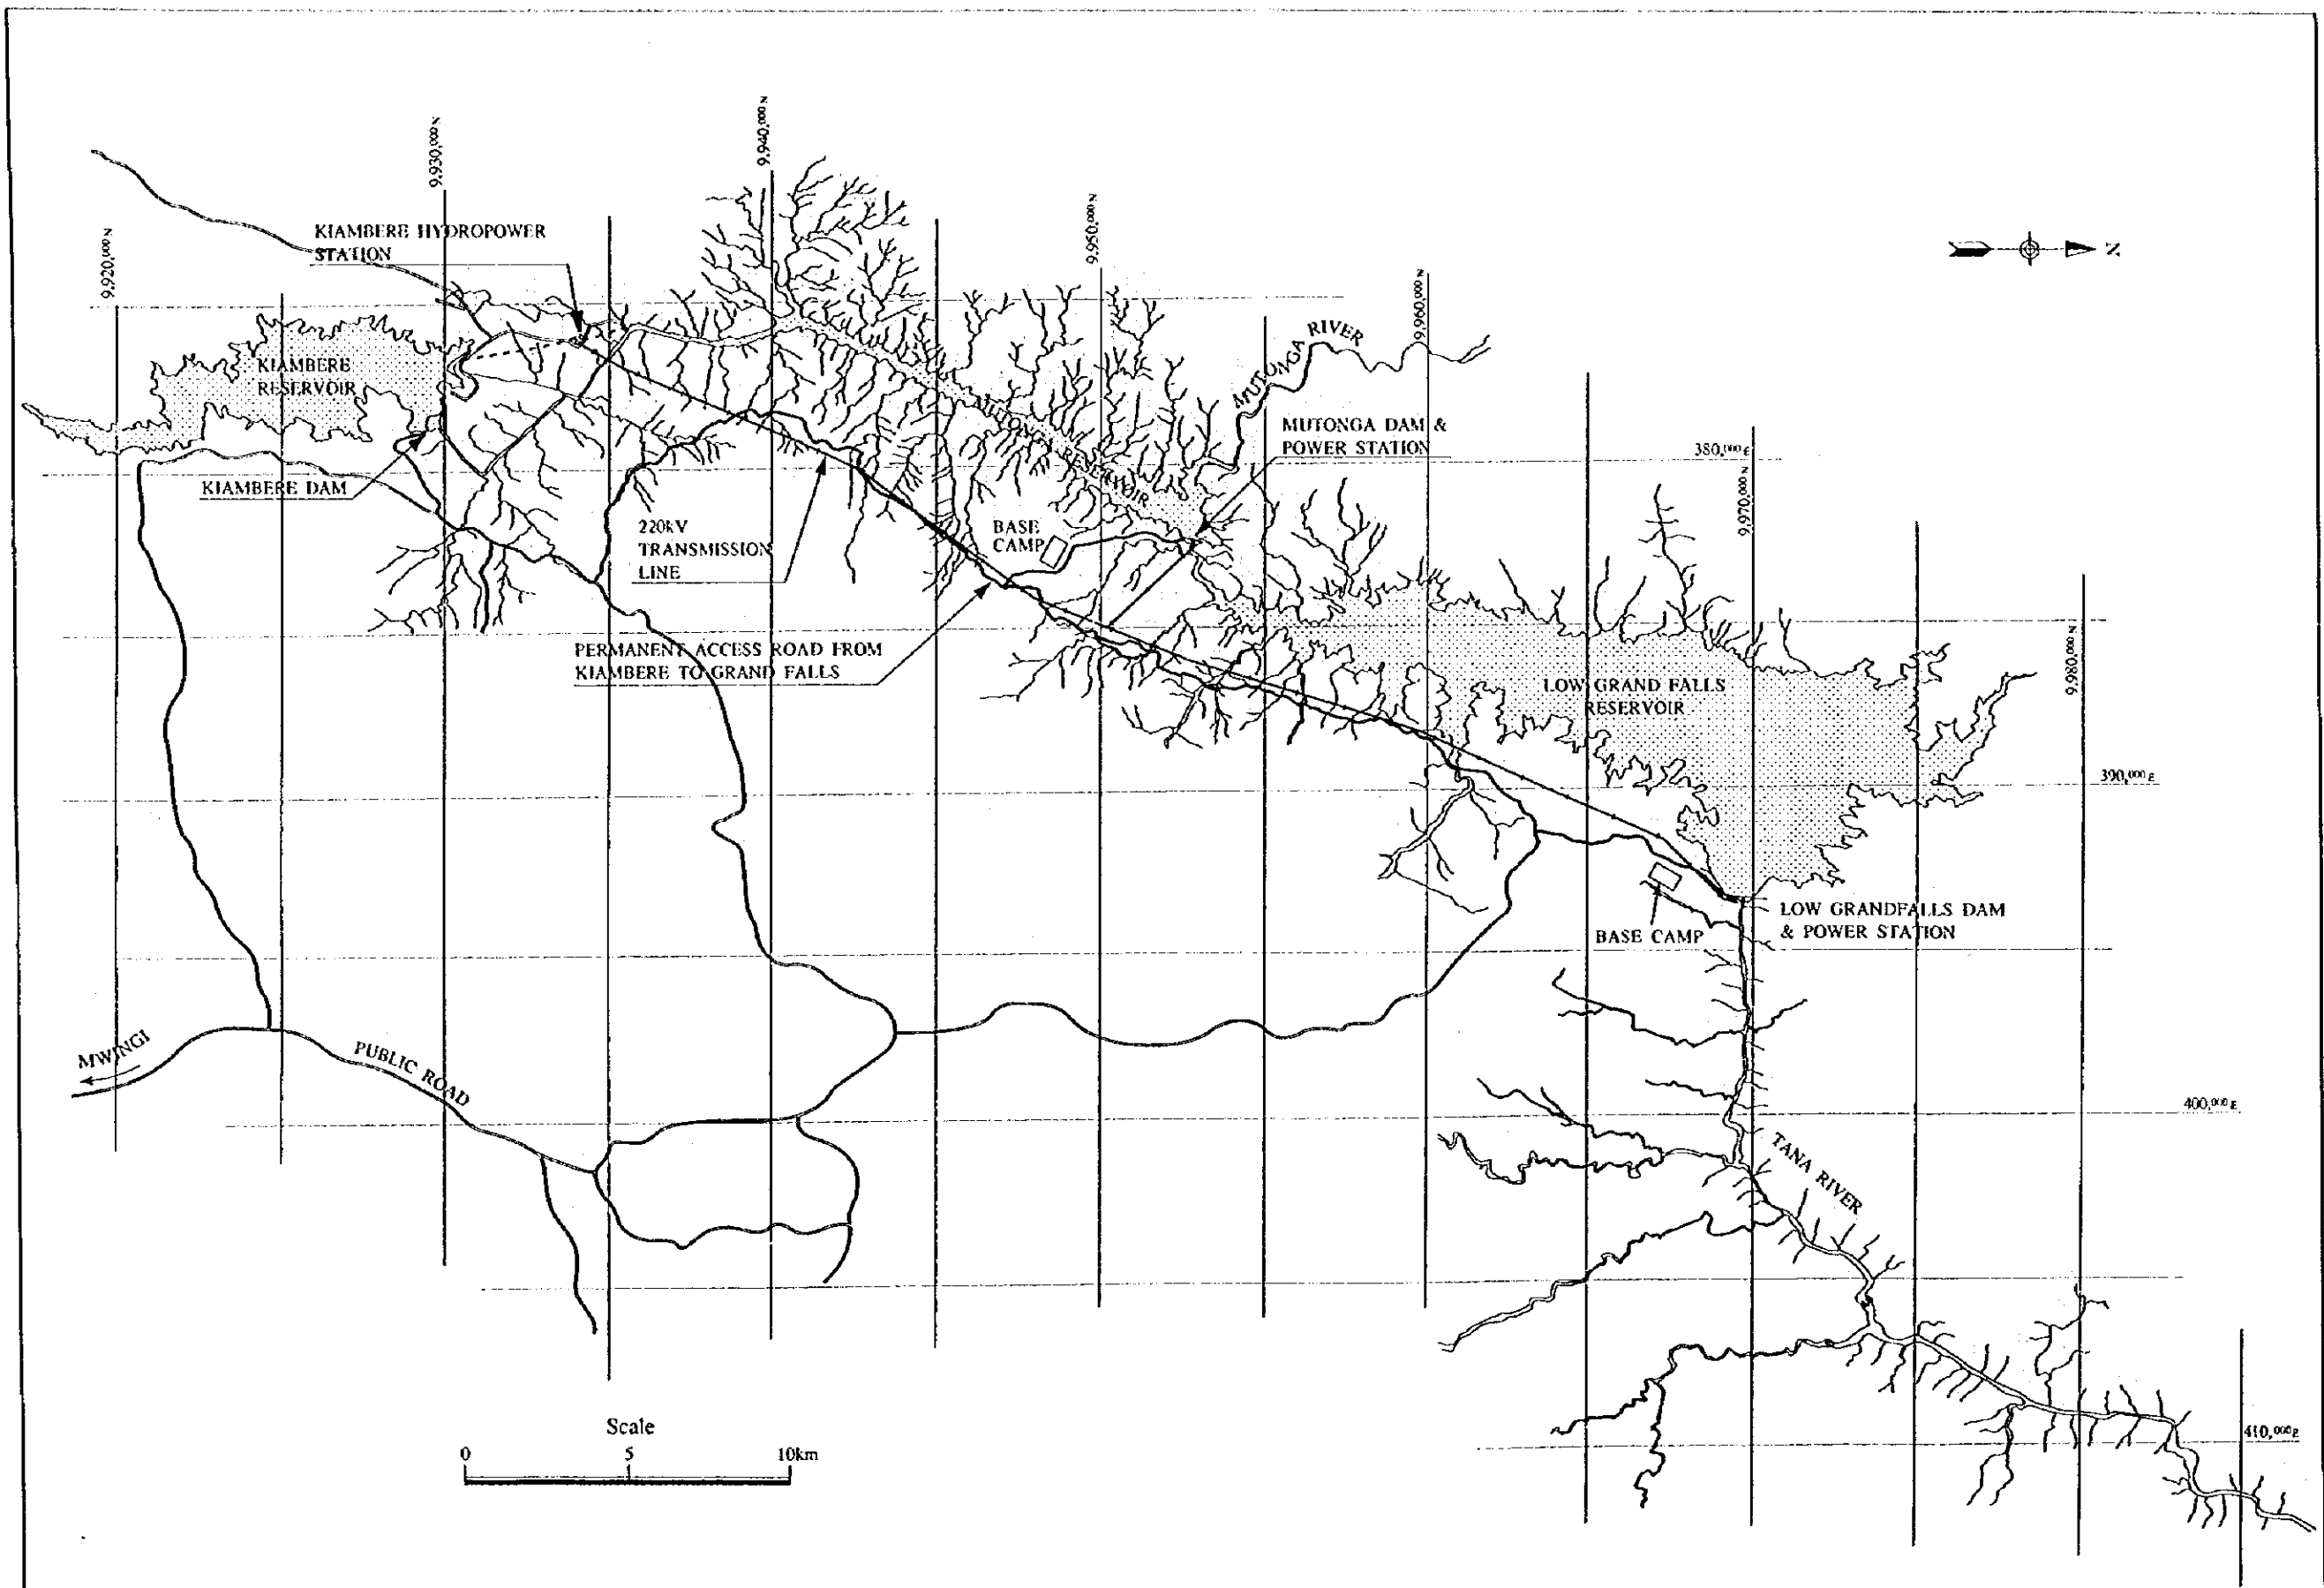 9,920,000 N
9,930,000 N
9,940,000 N
9,950,000 N
9,960,000 N
9,970,000 N
9,980,000 N
N
KIAMBERE HYDROPOWER
STATION
KIAMBERE
RESERVOIR
KIAMBERE DAM
220kV
TRANSMISSION
LINE
MUTONGA RESERVOIR
MUTONGA RIVER
MUTONGA DAM &
POWER STATION
BASE
CAMP
PERMANENT ACCESS ROAD FROM
KIAMBERE TO GRAND FALLS
380,000 E
LOW GRAND FALLS
RESERVOIR
390,000 E
LOW GRANDFALLS DAM
& POWER STATION
BASE CAMP
MWINGI
PUBLIC ROAD
400,000 E
TANA RIVER
410,000 E
Scale
0 5 10km